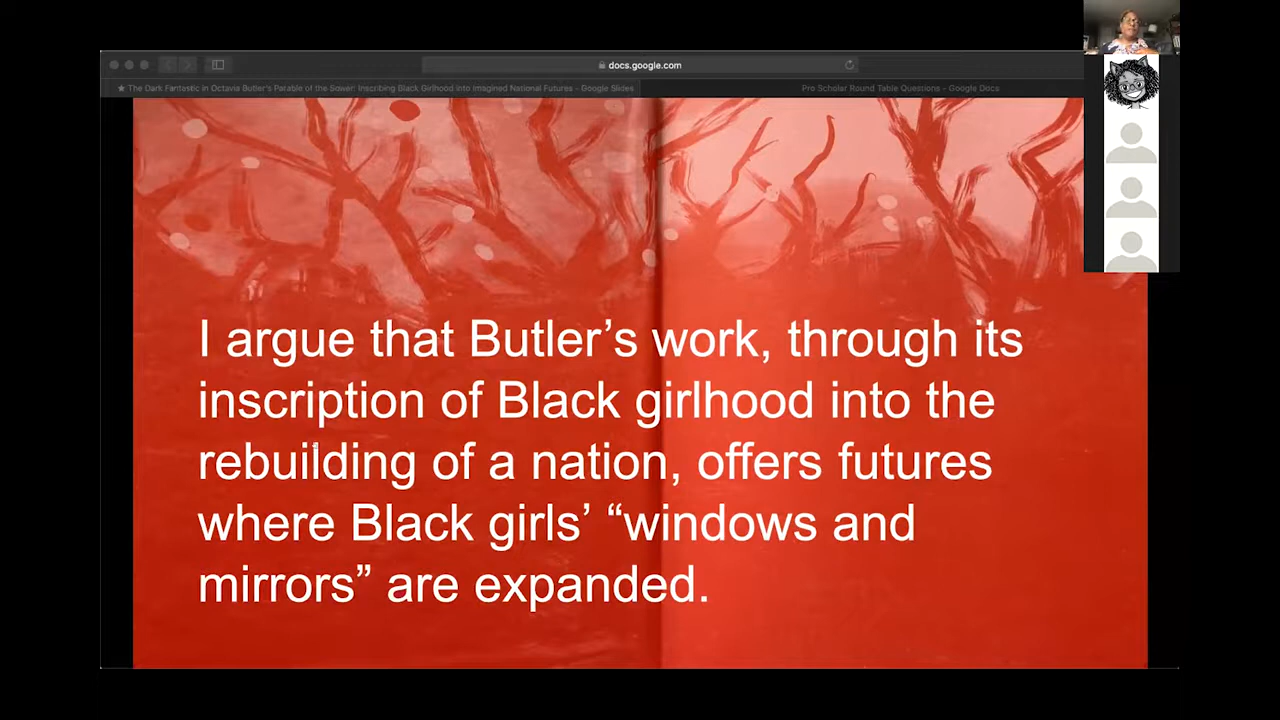 docs.google.com
★ The Dark Fantastic in Octavia Butler's Parable of the Sower: Inscribing Black Girlhood into Imagined National Futures - Google Slides
Pro Scholar Round Table Questions - Google Docs
I argue that Butler’s work, through its
inscription of Black girlhood into the
rebuilding of a nation, offers futures
where Black girls’ “windows and
mirrors” are expanded.